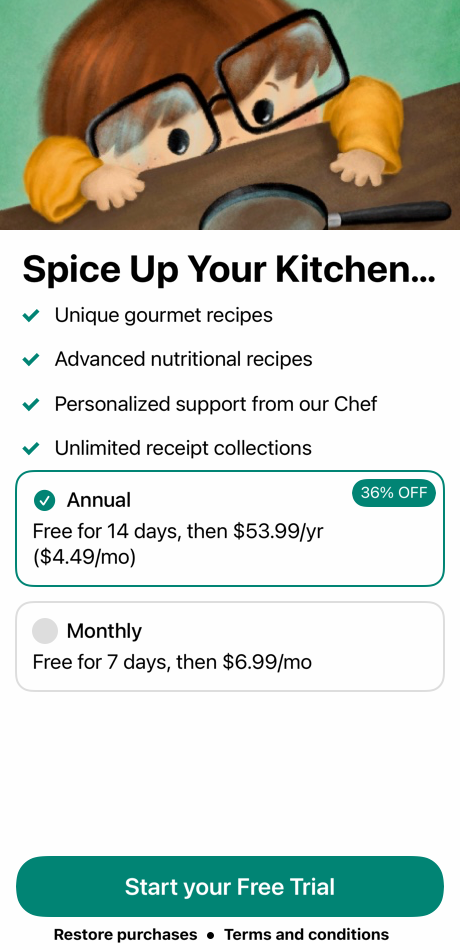 Spice Up Your Kitchen...
Unique gourmet recipes
Advanced nutritional recipes
Personalized support from our Chef
Unlimited receipt collections
Annual
36% OFF
Free for 14 days, then $53.99/yr
($4.49/mo)
Monthly
Free for 7 days, then $6.99/mo
Start your Free Trial
Restore purchases • Terms and conditions